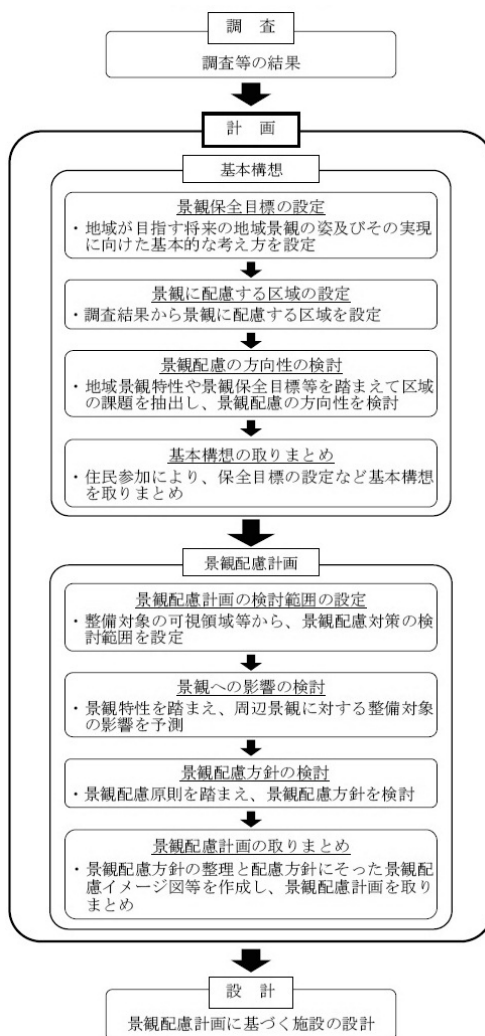 調　査
調査等の結果
計　画
基本構想
景観保全目標の設定
・地域が目指す将来の地域景観の姿及びその実現
に向けた基本的な考え方を設定
景観に配慮する区域の設定
・調査結果から景観に配慮する区域を設定
景観配慮の方向性の検討
・地域景観特性や景観保全目標等を踏まえて区域
の課題を抽出し、景観配慮の方向性を検討
基本構想の取りまとめ
・住民参加により、保全目標の設定など基本構想
を取りまとめ
景観配慮計画
景観配慮計画の検討範囲の設定
・整備対象の可視領域等から、景観配慮対策の検
討範囲を設定
景観への影響の検討
・景観特性を踏まえ、周辺景観に対する整備対象
の影響を予測
景観配慮方針の検討
・景観配慮原則を踏まえ、景観配慮方針を検討
景観配慮計画の取りまとめ
・景観配慮方針の整理と配慮方針にそった景観配
慮イメージ図等を作成し、景観配慮計画を取り
まとめ
設　計
景観配慮計画に基づく施設の設計